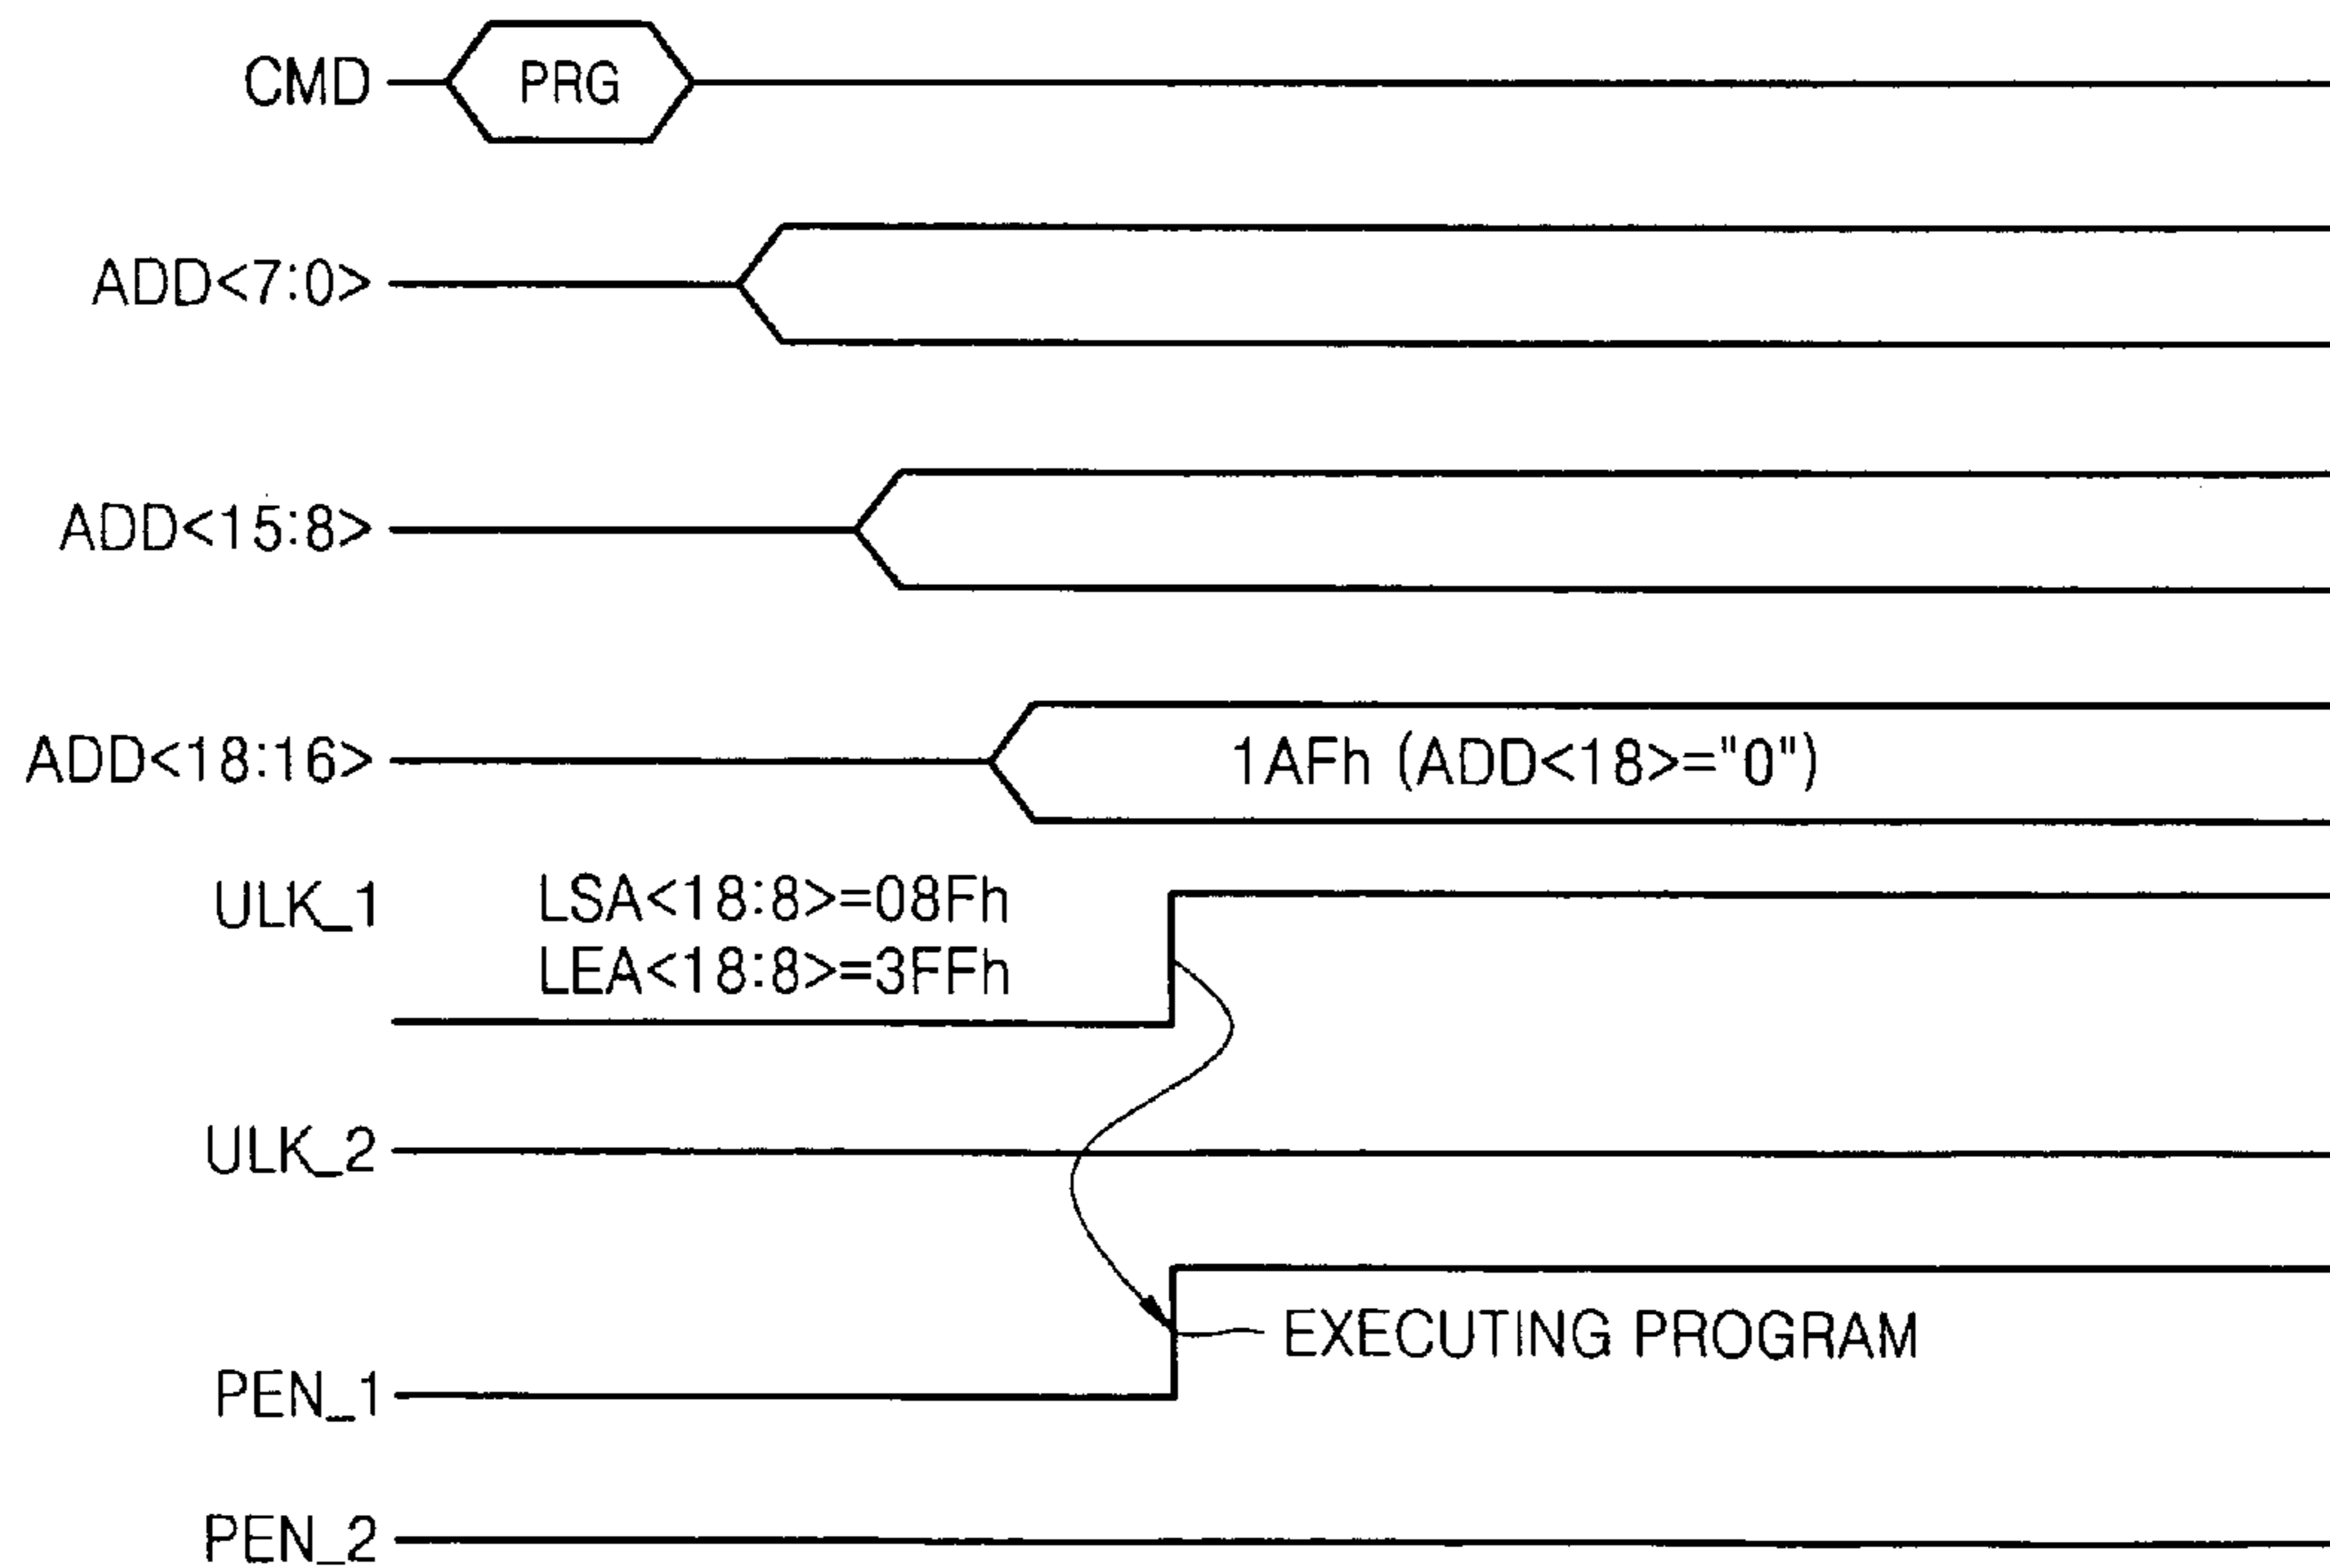 CMD
PRG
ADD<7:0>
ADD<15:8>
ADD<18:16>
1AFh (ADD<18>="0")
ULK_1
LSA<18:8>=08Fh
LEA<18:8>=3FFh
ULK_2
EXECUTING PROGRAM
PEN_1
PEN_2